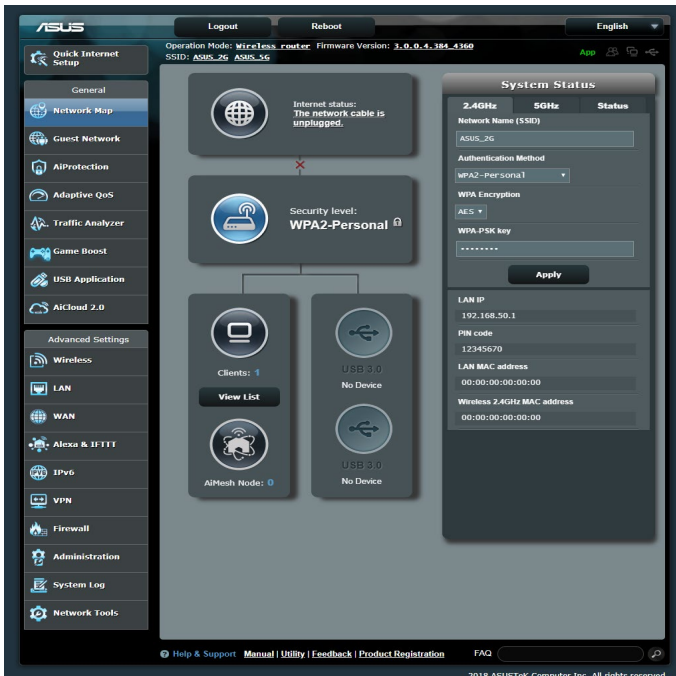 ASUS
Logout
Reboot
English
Quick Internet
Setup
Operation Mode: Wireless router Firmware Version: 3.0.0.4.384_4360
SSID: ASUS_2G ASUS_5G
App
General
Network Map
Guest Network
AiProtection
Adaptive QoS
Traffic Analyzer
Game Boost
USB Application
AiCloud 2.0
Advanced Settings
Wireless
LAN
WAN
Alexa & IFTTT
IPv6
VPN
Firewall
Administration
System Log
Network Tools
Internet status:
The network cable is
unplugged.
Security level:
WPA2-Personal
Clients: 1
View List
AiMesh Node: 0
USB 3.0
No Device
USB 3.0
No Device
System Status
2.4GHz
5GHz
Status
Network Name (SSID)
ASUS_2G
Authentication
Method
WPA2-Personal
WPA Encryption
AES
WPA-PSK key
••••••••
Apply
LAN IP
192.168.50.1
PIN code
12345670
LAN MAC address
00:00:00:00:00:00
Wireless 2.4GHz MAC address
00:00:00:00:00:00
Help & Support Manual | Utility | Feedback | Product Registration
FAQ
2018 ASUSTeK Computer Inc. All rights reserved